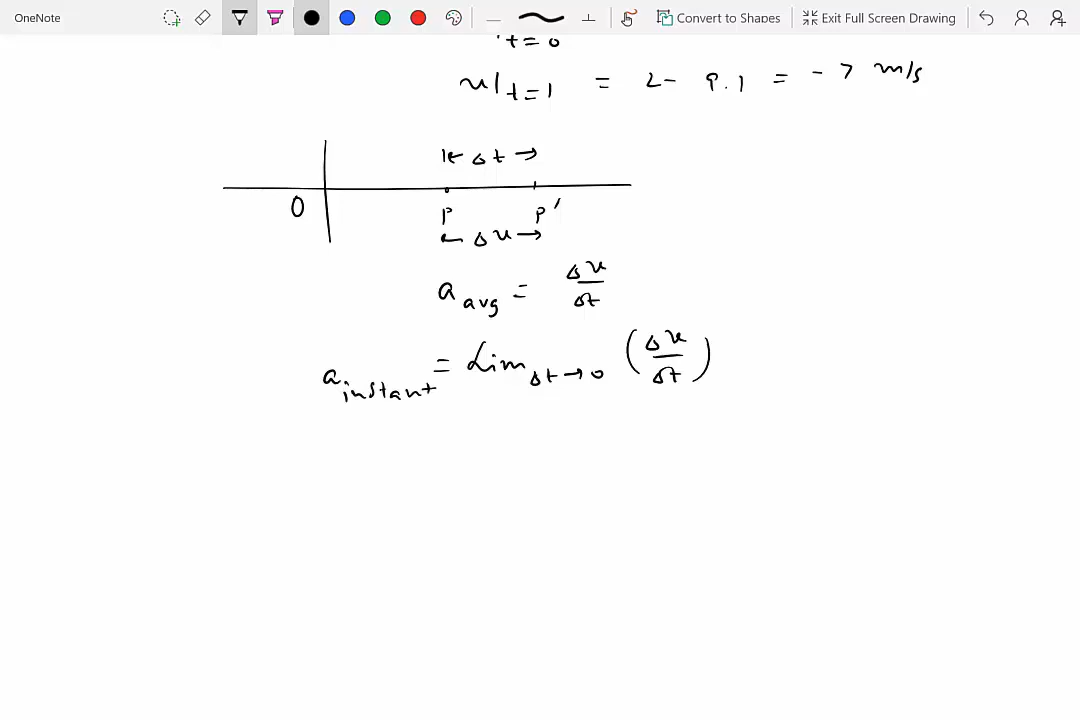 OneNote
Convert to Shapes
Exit Full Screen Drawing
t=0
u|t=1 = 2- 9.1 = -7 m/s
Δt
0
P P'
Δu
a avg = Δu/Δt
a instant = Lim Δt→0 (Δu/Δt)